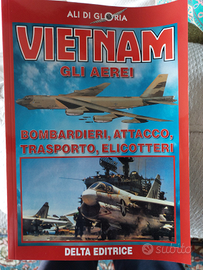 ALI DI GLORIA
VIETNAM
GLI AEREI
BOMBARDIERI, ATTACCO,
TRASPORTO, ELICOTTERI
DELTA EDITRICE
subito